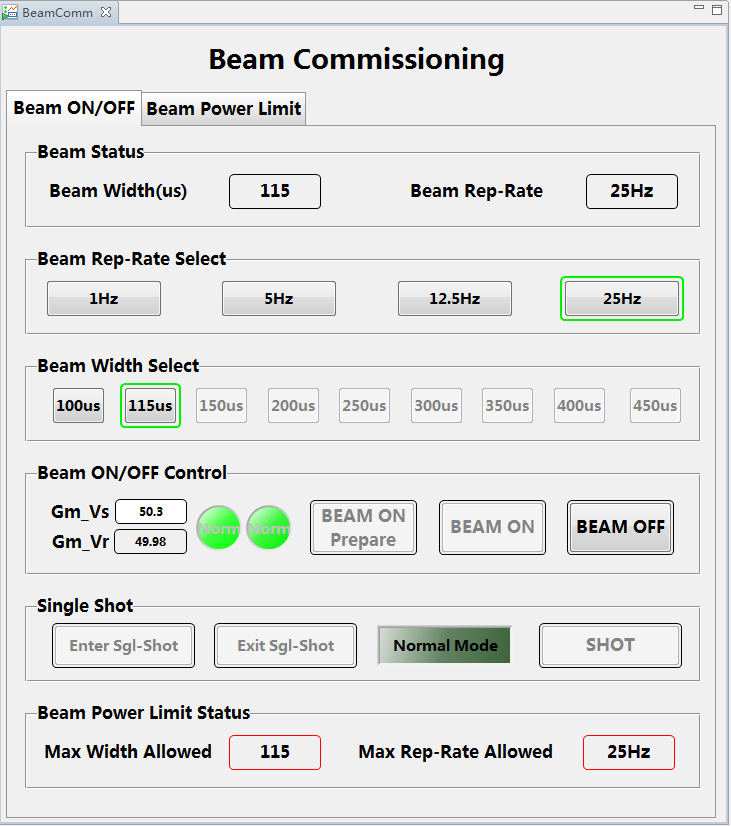 BeamComm
Beam Commissioning
Beam ON/OFF Beam Power Limit
Beam Status
Beam Width(us) 115 Beam Rep-Rate 25Hz
Beam Rep-Rate Select
1Hz 5Hz 12.5Hz 25Hz
Beam Width Select
100us 115us 150us 200us 250us 300us 350us 400us 450us
Beam ON/OFF Control
Gm_Vs 50.3
Gm_Vr 49.98
Norm Norm
BEAM ON
Prepare
BEAM ON
BEAM OFF
Single Shot
Enter Sgl-Shot Exit Sgl-Shot Normal Mode SHOT
Beam Power Limit Status
Max Width Allowed 115 Max Rep-Rate Allowed 25Hz